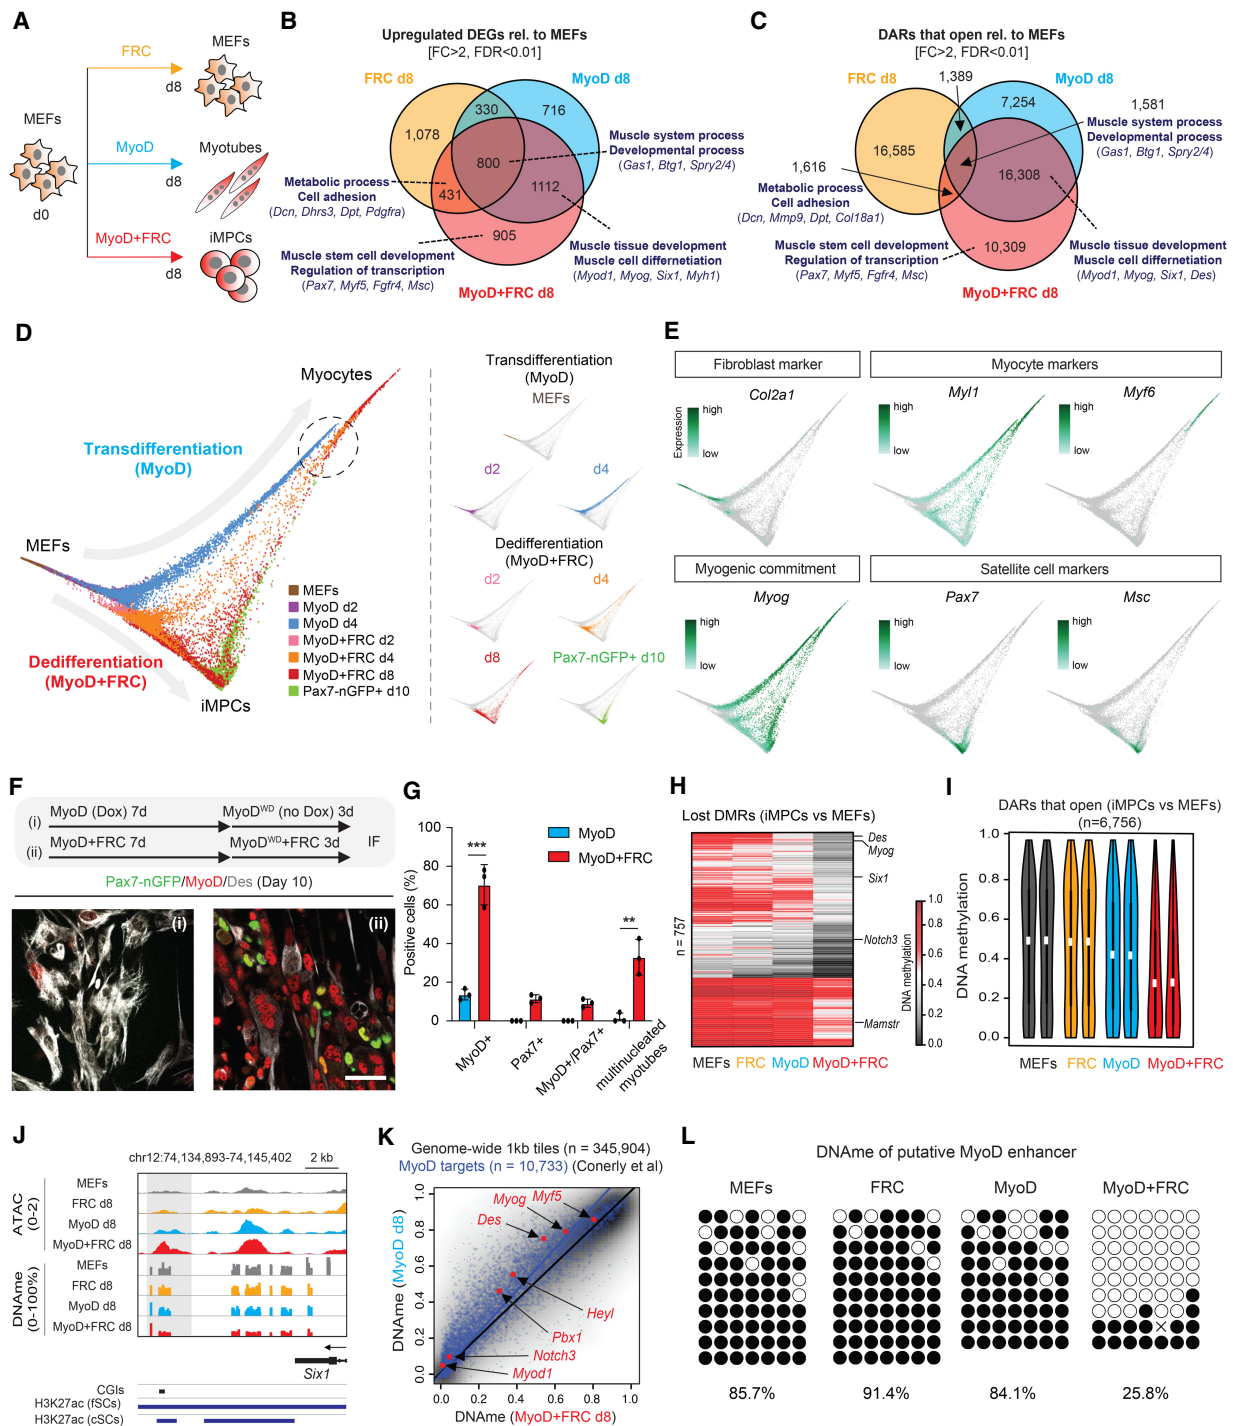 A
FRC
MEFs
d8
MEFs
MyoD
Myotubes
d8
d0
MyoD+FRC
iMPCs
d8
B
Upregulated DEGs rel. to MEFs
[FC>2, FDR<0.01]
FRC d8
MyoD d8
330
716
1,078
800
431
1112
905
Muscle system process
Developmental process
(Gas1, Btg1, Spry2/4)
Metabolic process
Cell adhesion
(Dcn, Dhrs3, Dpt, Pdgfra)
Muscle stem cell development
Regulation of transcription
(Pax7, Myf5, Fgfr4, Msc)
Muscle tissue development
Muscle cell differnetiation
(Myod1, Myog, Six1, Myh1)
MyoD+FRC d8
C
DARs that open rel. to MEFs
[FC>2, FDR<0.01]
FRC d8
1,389
MyoD d8
7,254
1,581
Muscle system process
Developmental process
(Gas1, Btg1, Spry2/4)
16,585
1,616
16,308
Metabolic process
Cell adhesion
(Dcn, Mmp9, Dpt, Col18a1)
Muscle stem cell development
Regulation of transcription
(Pax7, Myf5, Fgfr4, Msc)
10,309
Muscle tissue development
Muscle cell differnetiation
(Myod1, Myog, Six1, Des)
MyoD+FRC d8
D
Myocytes
Transdifferentiation
(MyoD)
MEFs
Dedifferentiation
(MyoD+FRC)
iMPCs
MEFs
MyoD d2
MyoD d4
MyoD+FRC d2
MyoD+FRC d4
MyoD+FRC d8
Pax7-nGFP+ d10
Transdifferentiation
(MyoD)
MEFs
d2
d4
Dedifferentiation
(MyoD+FRC)
d2
d4
d8
Pax7-nGFP+ d10
E
Fibroblast marker
Myocyte markers
Col2a1
Myl1
Myf6
Expression
high
low
high
low
high
low
Myogenic commitment
Satellite cell markers
Myog
Pax7
Msc
high
low
high
low
high
low
F
(i)
MyoD (Dox) 7d
MyoDWD (no Dox) 3d
(ii)
MyoD+FRC 7d
MyoDWD+FRC 3d
IF
Pax7-nGFP/MyoD/Des (Day 10)
(i)
(ii)
G
MyoD
MyoD+FRC
Positive cells (%)
100
80
60
40
20
0
***
**
MyoD+
Pax7+
MyoD+/Pax7+
multinucleated
myotubes
H
Lost DMRs (iMPCs vs MEFs)
n = 757
Des
Myog
Six1
Notch3
Mamstr
DNA methylation
1.0
0.8
0.6
0.4
0.2
0.0
MEFs FRC MyoD MyoD+FRC
I
DARs that open (iMPCs vs MEFs)
(n=6,756)
DNA methylation
1.0
0.8
0.6
0.4
0.2
0.0
MEFs FRC MyoD MyoD+FRC
J
chr12:74,134,893-74,145,402
2 kb
ATAC
(0-2)
MEFs
FRC d8
MyoD d8
MyoD+FRC d8
DNAme
(0-100%)
MEFs
FRC d8
MyoD d8
MyoD+FRC d8
Six1
CGIs
H3K27ac (fSCs)
H3K27ac (cSCs)
K
Genome-wide 1kb tiles (n = 345,904)
MyoD targets (n = 10,733) (Conerly et al)
DNAme (MyoD d8)
1.0
0.8
0.6
0.4
0.2
0.0
Myog
Myf5
Des
Heyl
Pbx1
Notch3
Myod1
0.0 0.2 0.4 0.6 0.8 1.0
DNAme (MyoD+FRC d8)
L
DNAme of putative MyoD enhancer
MEFs
FRC
MyoD
MyoD+FRC
85.7%
91.4%
84.1%
25.8%